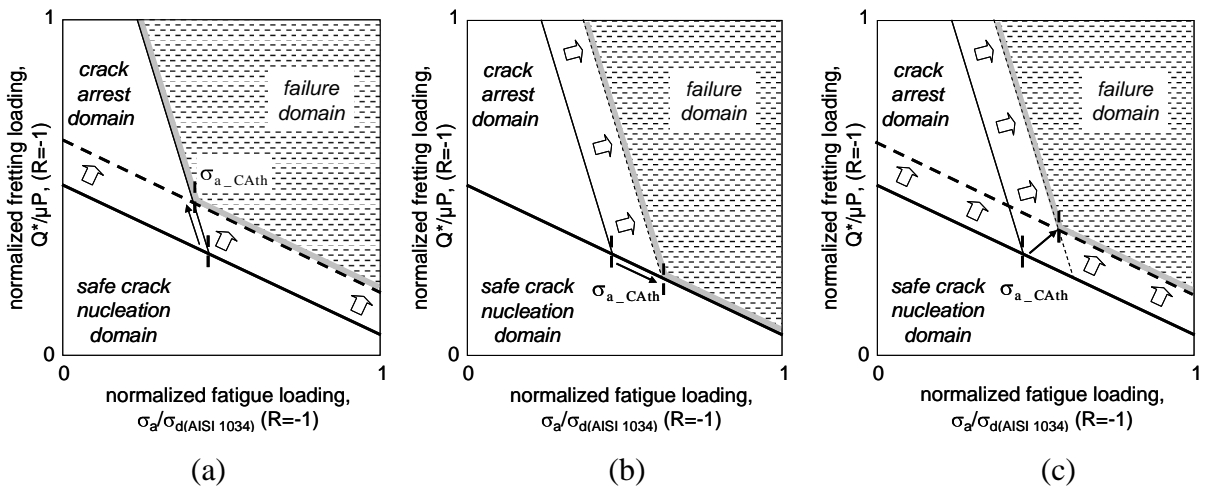 1
normalized fretting loading,
Q*/μP, (R=-1)
crack
arrest
domain
failure
domain
σa_CAth
safe crack
nucleation
domain
0
0
1
normalized fatigue loading,
σa/σd(AISI 1034) (R=-1)
(a)
1
normalized fretting loading,
Q*/μP, (R=-1)
crack
arrest
domain
failure
domain
safe crack
nucleation
domain
σa_CAth
0
0
1
normalized fatigue loading,
σa/σd(AISI 1034) (R=-1)
(b)
1
normalized fretting loading,
Q*/μP, (R=-1)
crack
arrest
domain
failure
domain
safe crack
nucleation
domain
σa_CAth
0
0
1
normalized fatigue loading,
σa/σd(AISI 1034) (R=-1)
(c)